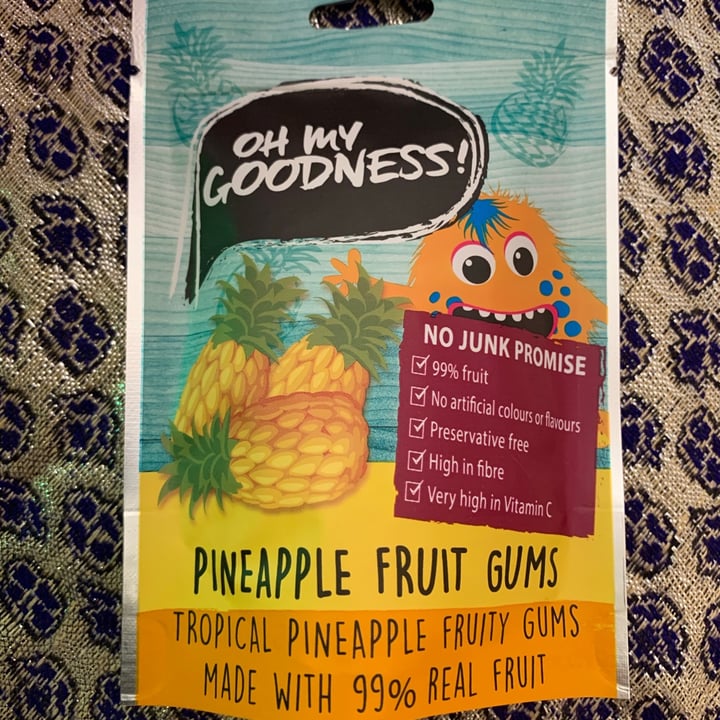 OH MY
GOODNESS!
NO JUNK PROMISE
99% fruit
No artificial colours or flavours
Preservative free
High in fibre
Very high in Vitamin C
PINEAPPLE FRUIT GUMS
TROPICAL PINEAPPLE FRUITY GUMS
MADE WITH 99% REAL FRUIT